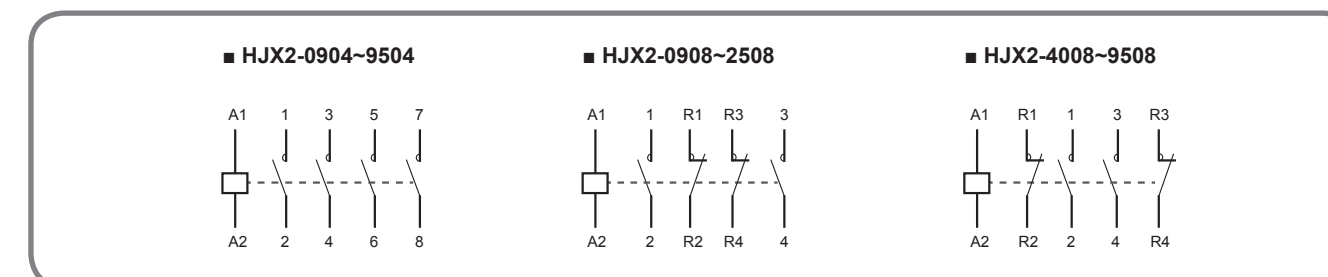 ■ HJX2-0904~9504 ■ HJX2-0908~2508 ■ HJX2-4008~9508
A1 1 3 5 7 A1 1 R1 R3 3 A1 R1 1 3 R3
A2 2 4 6 8 A2 2 R2 R4 4 A2 R2 2 4 R4